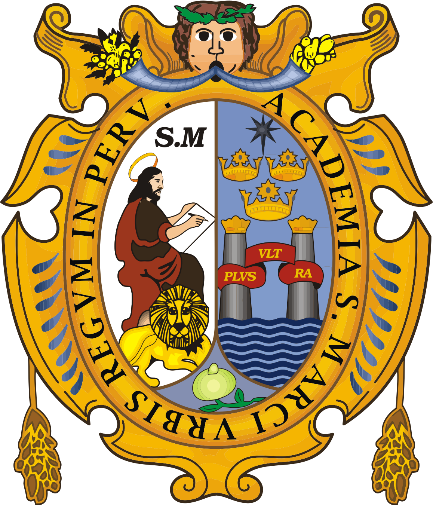 ACADEMIA S. MARCI VRBIS REGVM IN PERV .
S.M
PLVS VLT RA